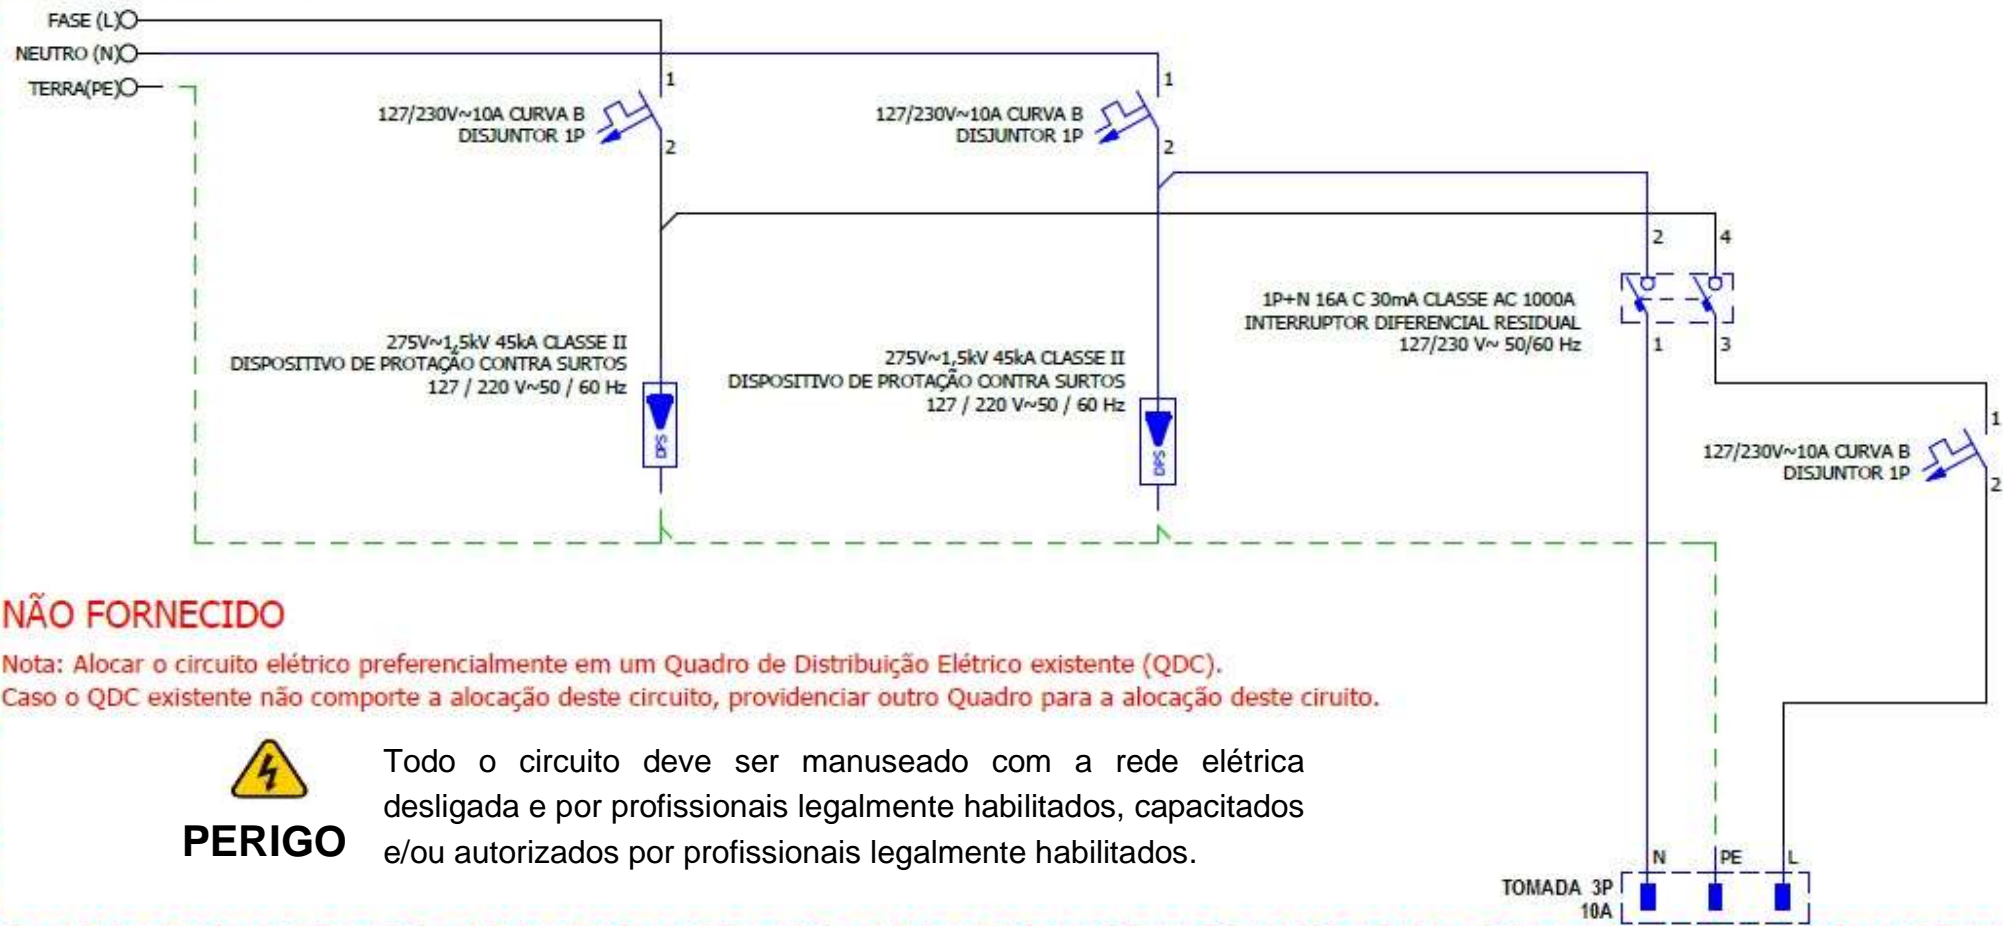 FASE (L)
NEUTRO (N)
TERRA(PE)
1
1
127/230V~10A CURVA B
DISJUNTOR 1P
127/230V~10A CURVA B
DISJUNTOR 1P
2
2
2
4
1P+N 16A C 30mA CLASSE AC 1000A
INTERRUPTOR DIFERENCIAL RESIDUAL
127/230 V~ 50/60 Hz
1
3
275V~1,5kV 45kA CLASSE II
DISPOSITIVO DE PROTAÇÃO CONTRA SURTOS
127 / 220 V~50 / 60 Hz
DPS
275V~1,5kV 45kA CLASSE II
DISPOSITIVO DE PROTAÇÃO CONTRA SURTOS
127 / 220 V~50 / 60 Hz
DPS
1
127/230V~10A CURVA B
DISJUNTOR 1P
2
NÃO FORNECIDO
Nota: Alocar o circuito elétrico preferencialmente em um Quadro de Distribuição Elétrico existente (QDC).
Caso o QDC existente não comporte a alocação deste circuito, providenciar outro Quadro para a alocação deste ciruito.
PERIGO
Todo o circuito deve ser manuseado com a rede elétrica
desligada e por profissionais legalmente habilitados, capacitados
e/ou autorizados por profissionais legalmente habilitados.
N
PE
L
TOMADA 3P
10A